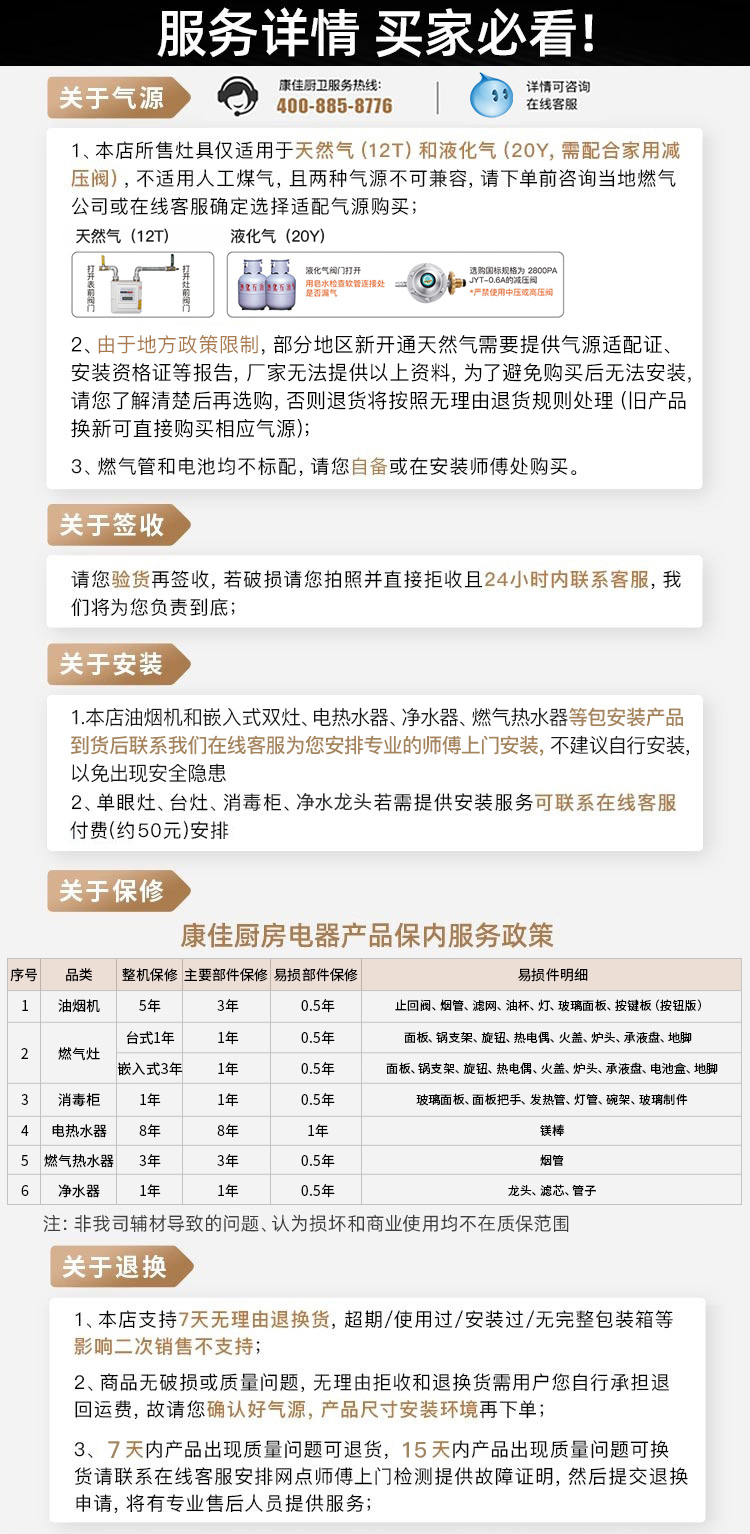 服务详情 买家必看!
关于气源
康佳厨卫服务热线:
400-885-8776
详情可咨询
在线客服
1、本店所售灶具仅适用于天然气(12T)和液化气(20Y,需配合家用减
压阀),不适用人工煤气,且两种气源不可兼容,请下单前咨询当地燃气
公司或在线客服确定选择适配气源购买;
天然气(12T)
液化气(20Y)
打开表前阀门
打开灶前阀门
液化气阀门打开
用皂水检查软管连接处
是否漏气
选购国标规格为 2800PA
JYT-0.6A的减压阀
*严禁使用中压或高压阀
2、由于地方政策限制,部分地区新开通天然气需要提供气源适配证、
安装资格证等报告,厂家无法提供以上资料,为了避免购买后无法安装,
请您了解清楚后再选购,否则退货将按照无理由退货规则处理(旧产品
换新可直接购买相应气源);
3、燃气管和电池均不标配,请您自备或在安装师傅处购买。
关于签收
请您验货再签收,若破损请您拍照并直接拒收且24小时内联系客服,我
们将为您负责到底;
关于安装
1.本店油烟机和嵌入式双灶、电热水器、净水器、燃气热水器等包安装产品
到货后联系我们在线客服为您安排专业的师傅上门安装,不建议自行安装,
以免出现安全隐患
2、单眼灶、台灶、消毒柜、净水龙头若需提供安装服务可联系在线客服
付费(约50元)安排
关于保修
康佳厨房电器产品保内服务政策
序号 品类 整机保修 主要部件保修 易损部件保修 易损件明细
1 油烟机 5年 3年 0.5年 止回阀、烟管、滤网、油杯、灯、玻璃面板、按键板(按钮版)
2 燃气灶 台式1年 1年 0.5年 面板、锅支架、旋钮、热电偶、火盖、炉头、承液盘、地脚
嵌入式3年 1年 0.5年 面板、锅支架、旋钮、热电偶、火盖、炉头、承液盘、电池盒、地脚
3 消毒柜 1年 1年 0.5年 玻璃面板、面板把手、发热管、灯管、碗架、玻璃制件
4 电热水器 8年 8年 1年 镁棒
5 燃气热水器 3年 3年 0.5年 烟管
6 净水器 1年 1年 0.5年 龙头、滤芯、管子
注: 非我司辅材导致的问题、认为损坏和商业使用均不在质保范围
关于退换
1、本店支持7天无理由退换货,超期/使用过/安装过/无完整包装箱等
影响二次销售不支持;
2、商品无破损或质量问题,无理由拒收和退换货需用户您自行承担退
回运费,故请您确认好气源,产品尺寸安装环境再下单;
3、7天内产品出现质量问题可退货,15天内产品出现质量问题可换
货请联系在线客服安排网点师傅上门检测提供故障证明,然后提交退换
申请,将有专业售后人员提供服务;